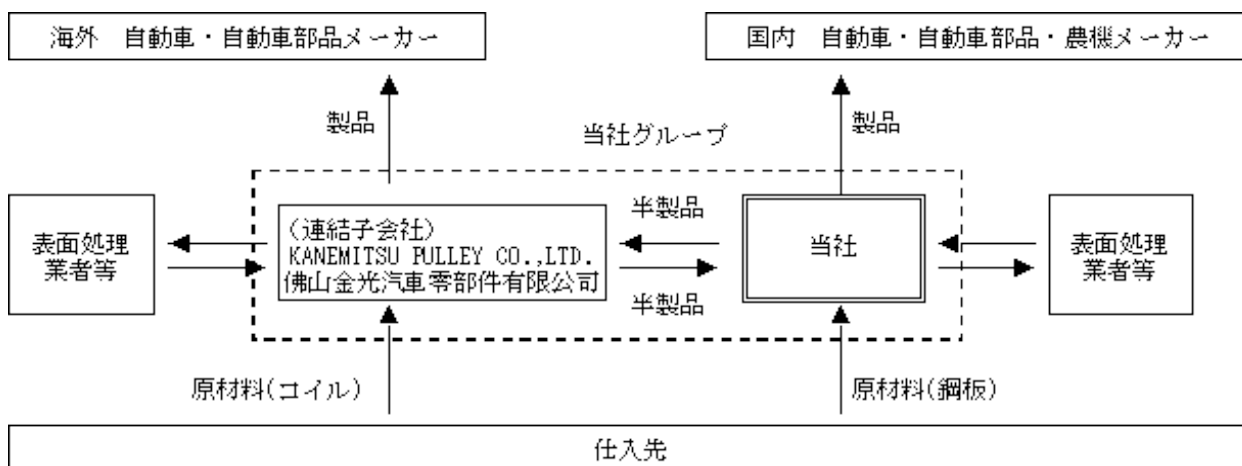 海外　自動車・自動車部品メーカー
国内　自動車・自動車部品・農機メーカー
製品
当社グループ
製品
表面処理
業者等
（連結子会社）
KANEMITSU PULLEY CO.,LTD.
佛山金光汽車零部件有限公司
半製品
半製品
当社
表面処理
業者等
原材料(コイル)
原材料(鋼板)
仕入先